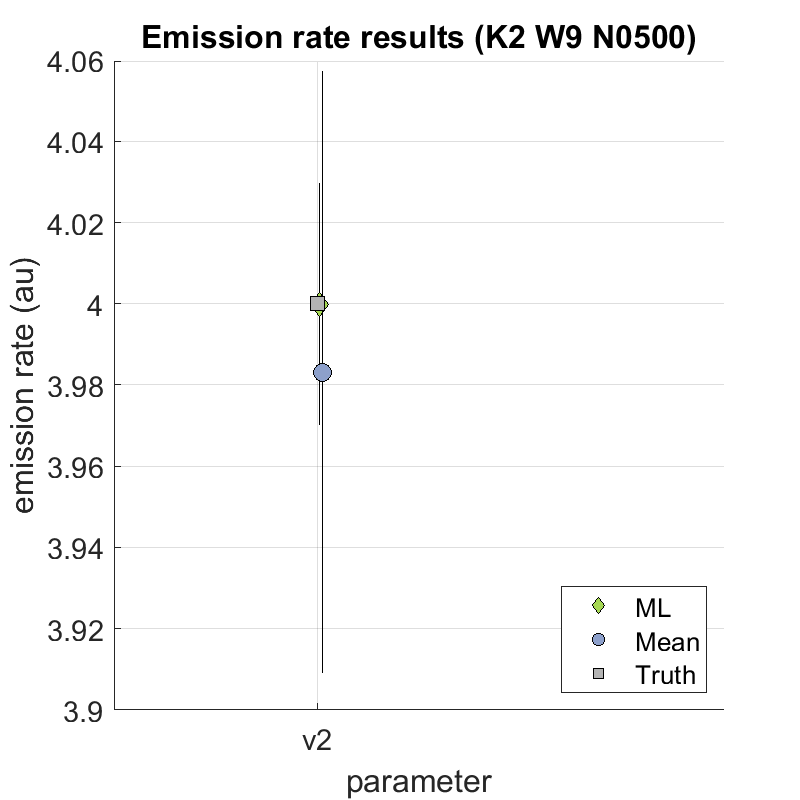 Emission rate results (K2 W9 N0500)
4.06
4.04
4.02
4
3.98
3.96
3.94
3.92
3.9
emission rate (au)
ML
Mean
Truth
v2
parameter